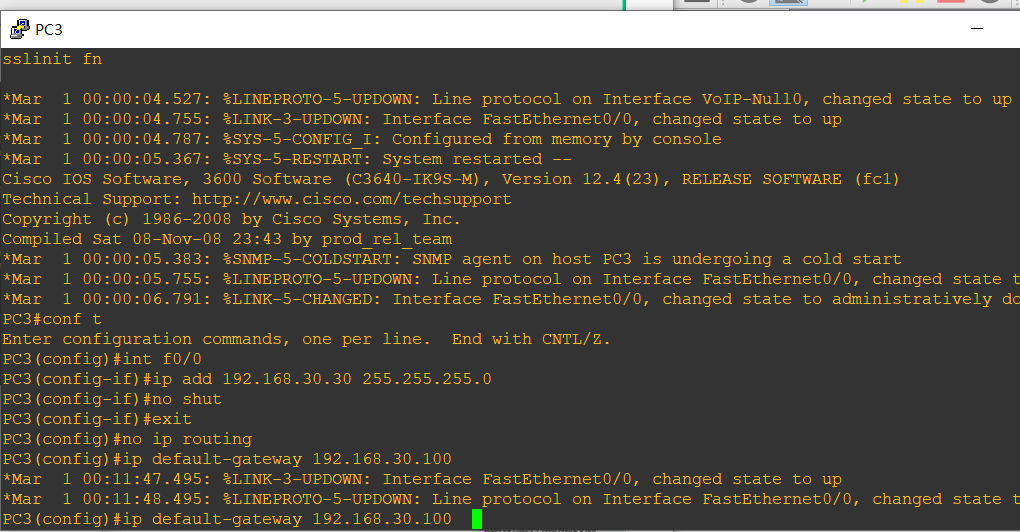 PC3
sslinit fn
*Mar  1 00:00:04.527: %LINEPROTO-5-UPDOWN: Line protocol on Interface VoIP-Null0, changed state to up
*Mar  1 00:00:04.755: %LINK-3-UPDOWN: Interface FastEthernet0/0, changed state to up
*Mar  1 00:00:04.787: %SYS-5-CONFIG_I: Configured from memory by console
*Mar  1 00:00:05.367: %SYS-5-RESTART: System restarted --
Cisco IOS Software, 3600 Software (C3640-IK9S-M), Version 12.4(23), RELEASE SOFTWARE (fc1)
Technical Support: http://www.cisco.com/techsupport
Copyright (c) 1986-2008 by Cisco Systems, Inc.
Compiled Sat 08-Nov-08 23:43 by prod_rel_team
*Mar  1 00:00:05.383: %SNMP-5-COLDSTART: SNMP agent on host PC3 is undergoing a cold start
*Mar  1 00:00:05.755: %LINEPROTO-5-UPDOWN: Line protocol on Interface FastEthernet0/0, changed state t
*Mar  1 00:00:06.791: %LINK-5-CHANGED: Interface FastEthernet0/0, changed state to administratively do
PC3#conf t
Enter configuration commands, one per line.  End with CNTL/Z.
PC3(config)#int f0/0
PC3(config-if)#ip add 192.168.30.30 255.255.255.0
PC3(config-if)#no shut
PC3(config-if)#exit
PC3(config)#no ip routing
PC3(config)#ip default-gateway 192.168.30.100
*Mar  1 00:11:47.495: %LINK-3-UPDOWN: Interface FastEthernet0/0, changed state to up
*Mar  1 00:11:48.495: %LINEPROTO-5-UPDOWN: Line protocol on Interface FastEthernet0/0, changed state t
PC3(config)#ip default-gateway 192.168.30.100